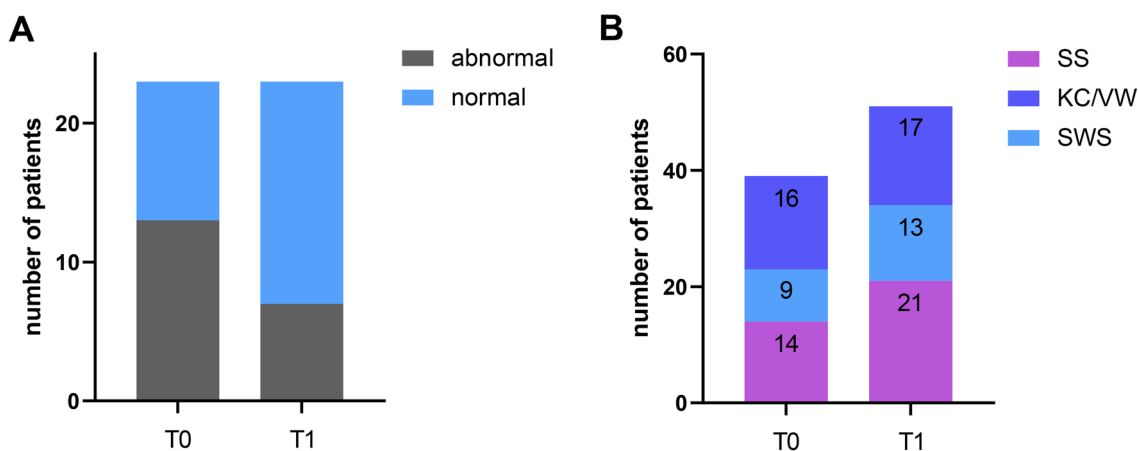 A
abnormal
normal
number of patients
20
10
0
T0
T1
B
SS
KC/VW
SWS
number of patients
60
40
20
0
16
9
14
17
13
21
T0
T1